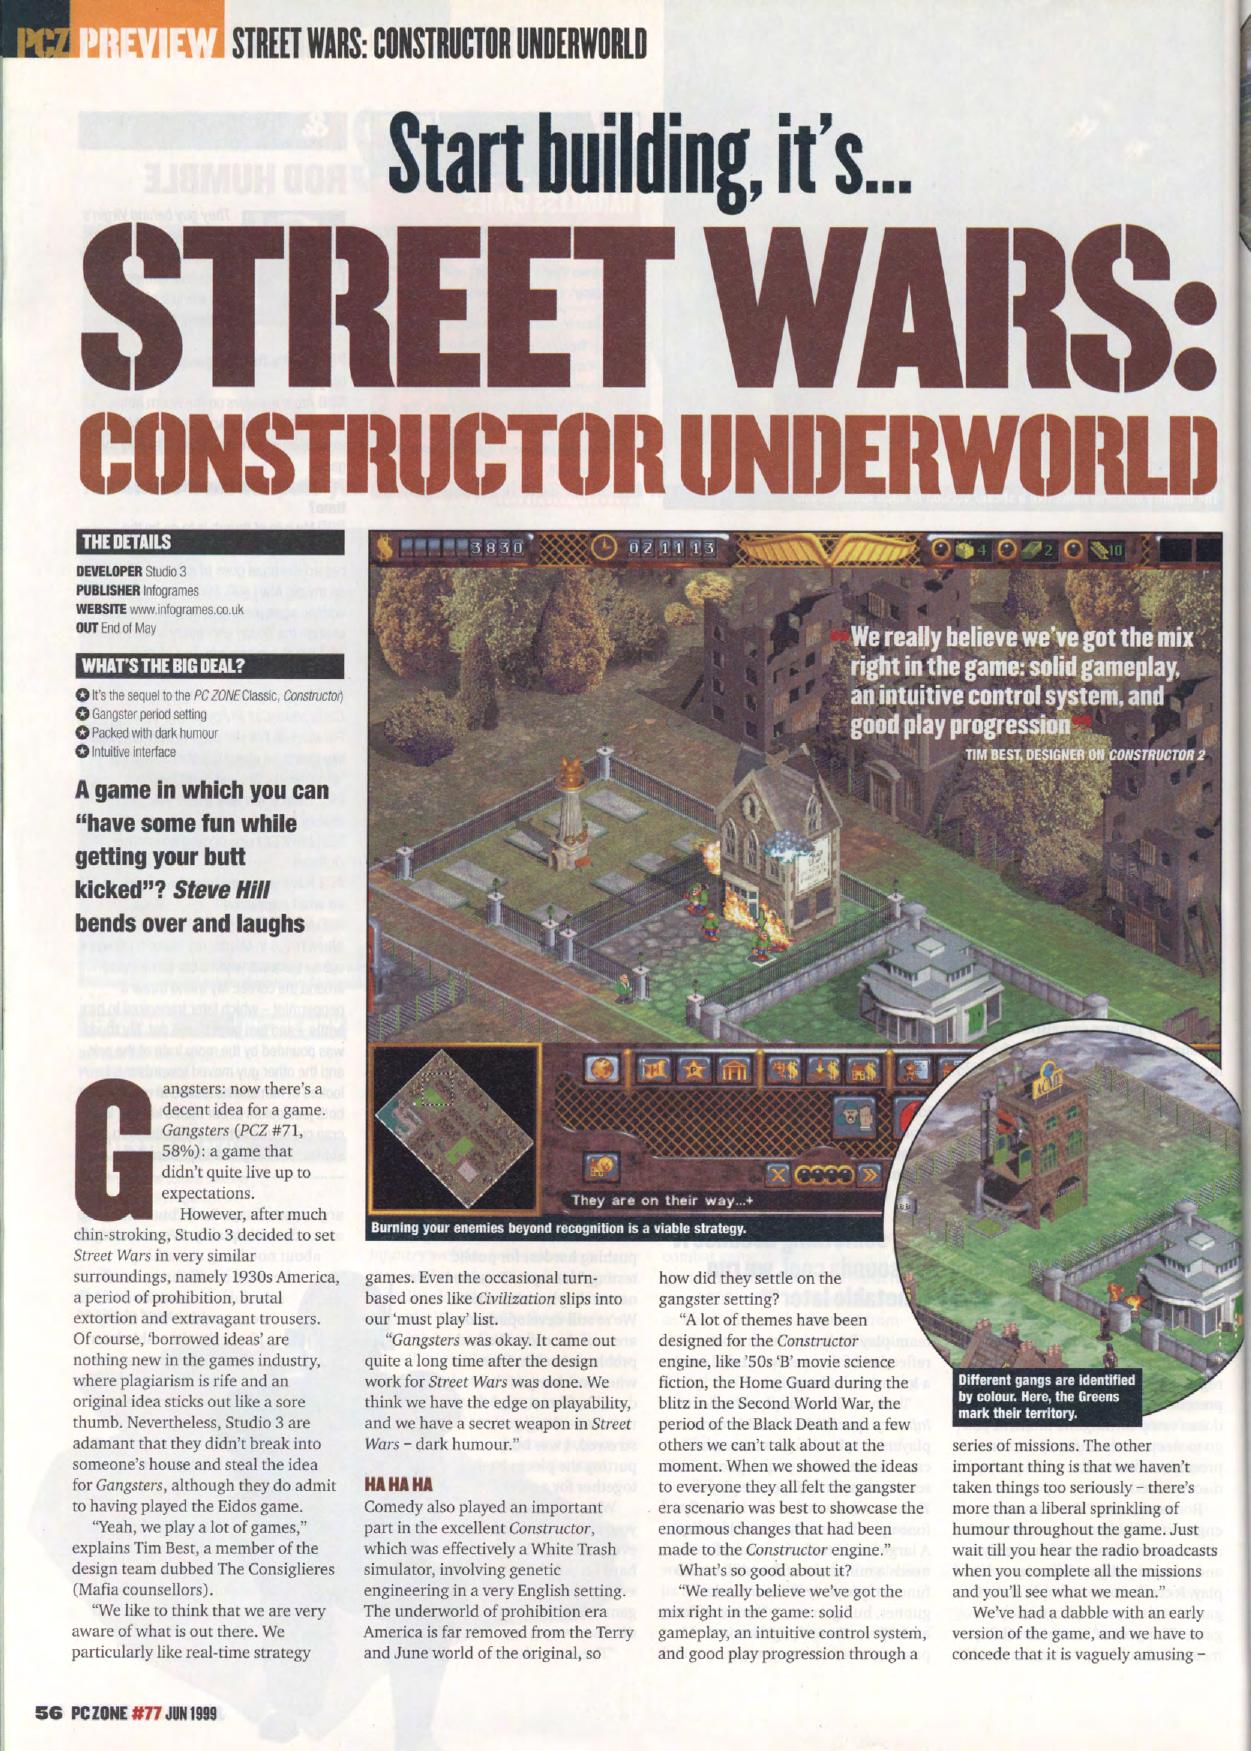 PCZ PREVIEW STREET WARS: CONSTRUCTOR UNDERWORLD
Start building, it's...
STREET WARS:
CONSTRUCTOR UNDERWORLD
THE DETAILS
DEVELOPER Studio 3
PUBLISHER Infogrames
WEBSITE www.infogrames.co.uk
OUT End of May
WHAT'S THE BIG DEAL?
It's the sequel to the PC ZONE Classic, Constructor
Gangster period setting
Packed with dark humour
Intuitive interface
A game in which you can
"have some fun while
getting your butt
kicked"? Steve Hill
bends over and laughs
3830
021113
4
2
10
"We really believe we've got the mix
right in the game: solid gameplay,
an intuitive control system, and
good play progression"
TIM BEST, DESIGNER ON CONSTRUCTOR 2
They are on their way...+
Burning your enemies beyond recognition is a viable strategy.
Different gangs are identified
by colour. Here, the Greens
mark their territory.
Gangsters: now there's a
decent idea for a game.
Gangsters (PCZ #71,
58%): a game that
didn't quite live up to
expectations.
However, after much
chin-stroking, Studio 3 decided to set
Street Wars in very similar
surroundings, namely 1930s America,
a period of prohibition, brutal
extortion and extravagant trousers.
Of course, 'borrowed ideas' are
nothing new in the games industry,
where plagiarism is rife and an
original idea sticks out like a sore
thumb. Nevertheless, Studio 3 are
adamant that they didn't break into
someone's house and steal the idea
for Gangsters, although they do admit
to having played the Eidos game.
"Yeah, we play a lot of games,"
explains Tim Best, a member of the
design team dubbed The Consiglieres
(Mafia counsellors).
"We like to think that we are very
aware of what is out there. We
particularly like real-time strategy
games. Even the occasional turn-
based ones like Civilization slips into
our 'must play' list.
"Gangsters was okay. It came out
quite a long time after the design
work for Street Wars was done. We
think we have the edge on playability,
and we have a secret weapon in Street
Wars – dark humour."
HA HA HA
Comedy also played an important
part in the excellent Constructor,
which was effectively a White Trash
simulator, involving genetic
engineering in a very English setting.
The underworld of prohibition era
America is far removed from the Terry
and June world of the original, so
how did they settle on the
gangster setting?
"A lot of themes have been
designed for the Constructor
engine, like '50s 'B' movie science
fiction, the Home Guard during the
blitz in the Second World War, the
period of the Black Death and a few
others we can't talk about at the
moment. When we showed the ideas
to everyone they all felt the gangster
era scenario was best to showcase the
enormous changes that had been
made to the Constructor engine."
What's so good about it?
"We really believe we've got the
mix right in the game: solid
gameplay, an intuitive control system,
and good play progression through a
series of missions. The other
important thing is that we haven't
taken things too seriously – there's
more than a liberal sprinkling of
humour throughout the game. Just
wait till you hear the radio broadcasts
when you complete all the missions
and you'll see what we mean."
We've had a dabble with an early
version of the game, and we have to
concede that it is vaguely amusing –
56 PC ZONE #77 JUN 1999